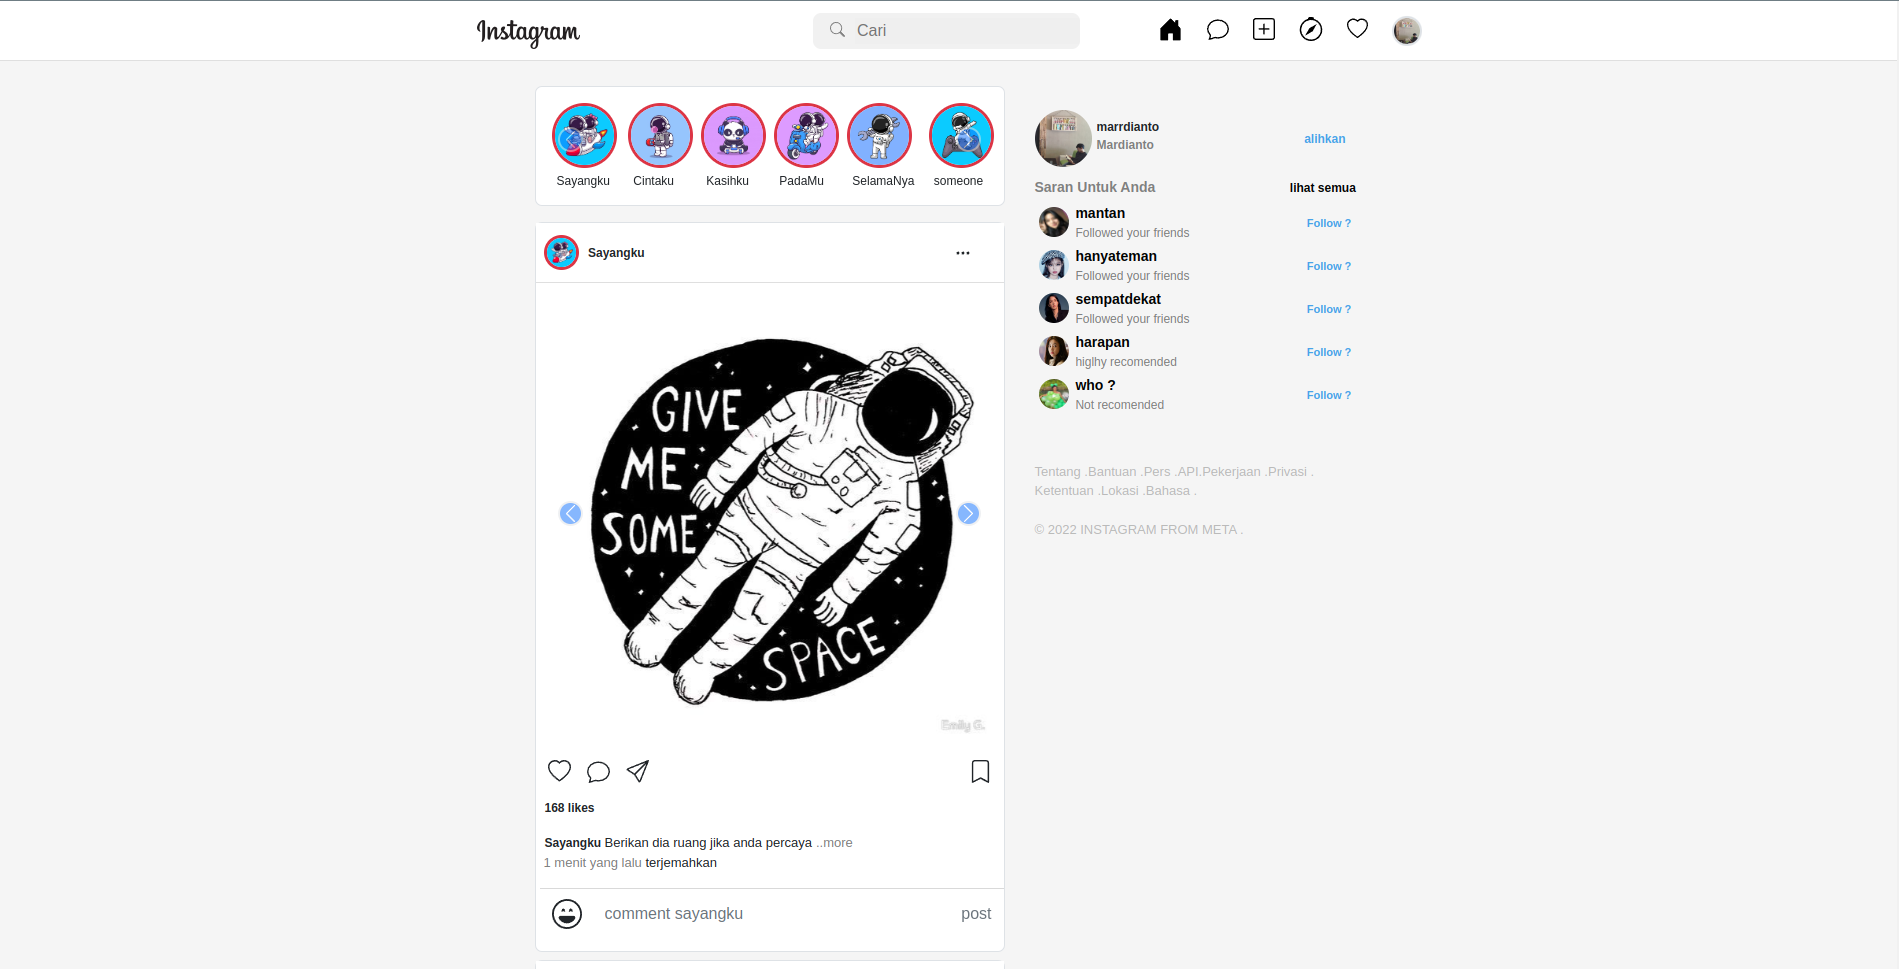 Instagram
Cari
Sayangku Cintaku Kasihku PadaMu SelamaNya someone
Sayangku
GIVE
ME
SOME
SPACE
Emily G.
168 likes
Sayangku Berikan dia ruang jika anda percaya ..more
1 menit yang lalu terjemahkan
comment sayangku post
marrdianto
Mardianto
alihkan
Saran Untuk Anda lihat semua
mantan
Followed your friends
Follow ?
hanyateman
Followed your friends
Follow ?
sempatdekat
Followed your friends
Follow ?
harapan
higlhy recomended
Follow ?
who ?
Not recomended
Follow ?
Tentang .Bantuan .Pers .API.Pekerjaan .Privasi .
Ketentuan .Lokasi .Bahasa .
© 2022 INSTAGRAM FROM META .